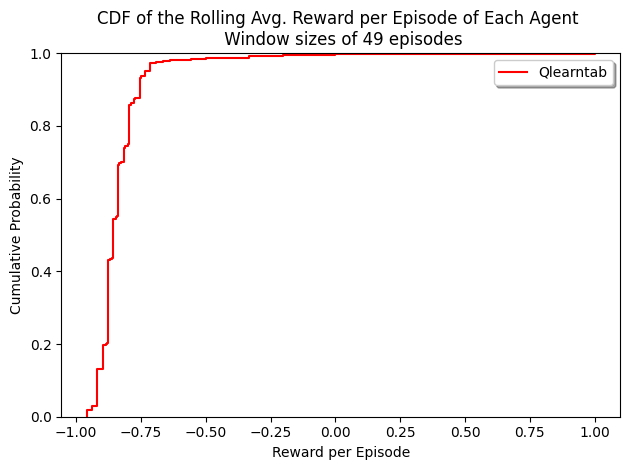 CDF of the Rolling Avg. Reward per Episode of Each Agent
Window sizes of 49 episodes
Qlearntab
Cumulative Probability
1.0
0.8
0.6
0.4
0.2
0.0
−1.00 −0.75 −0.50 −0.25 0.00 0.25 0.50 0.75 1.00
Reward per Episode